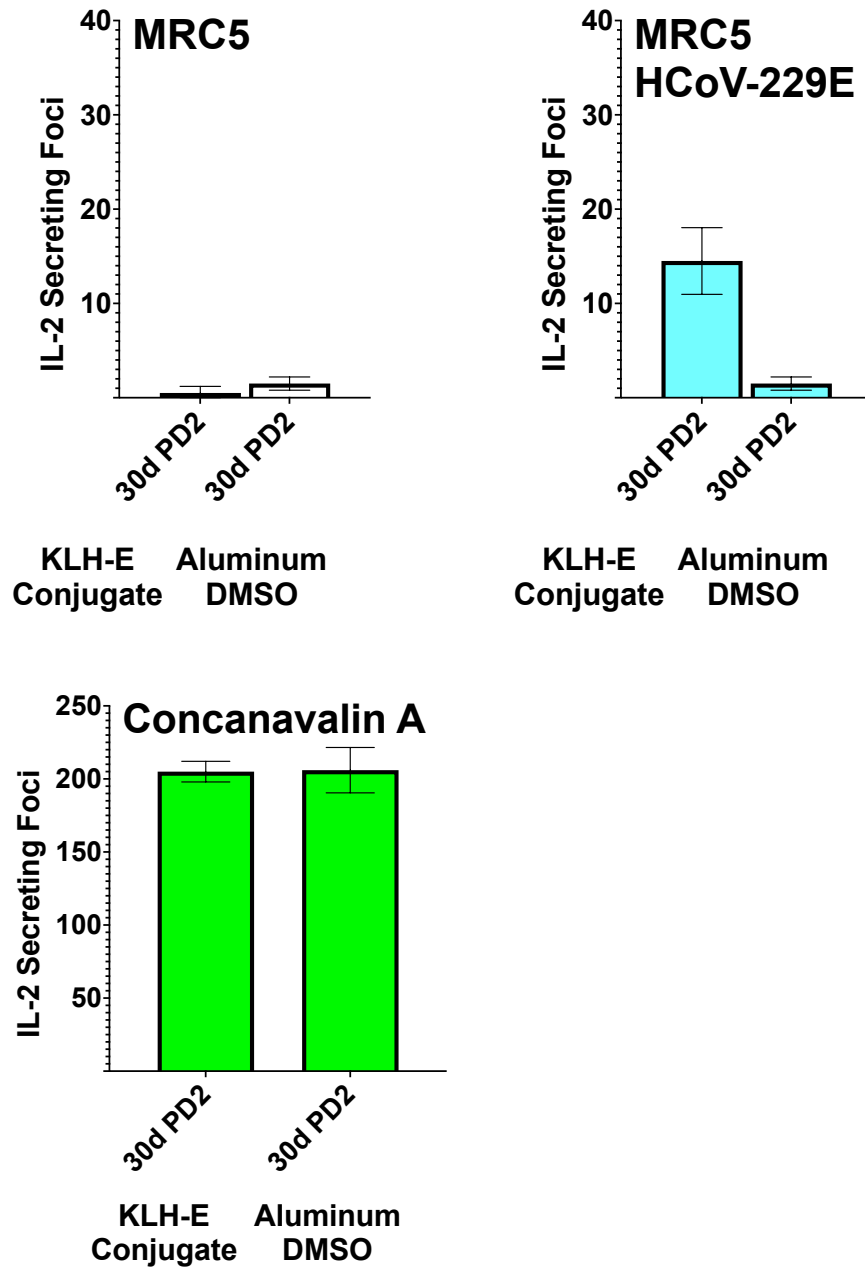 MRC5
IL-2 Secreting Foci
40
30
20
10
30d PD2
30d PD2
KLH-E
Conjugate
Aluminum
DMSO
MRC5
HCoV-229E
IL-2 Secreting Foci
40
30
20
10
30d PD2
30d PD2
KLH-E
Conjugate
Aluminum
DMSO
Concanavalin A
IL-2 Secreting Foci
250
200
150
100
50
30d PD2
30d PD2
KLH-E
Conjugate
Aluminum
DMSO